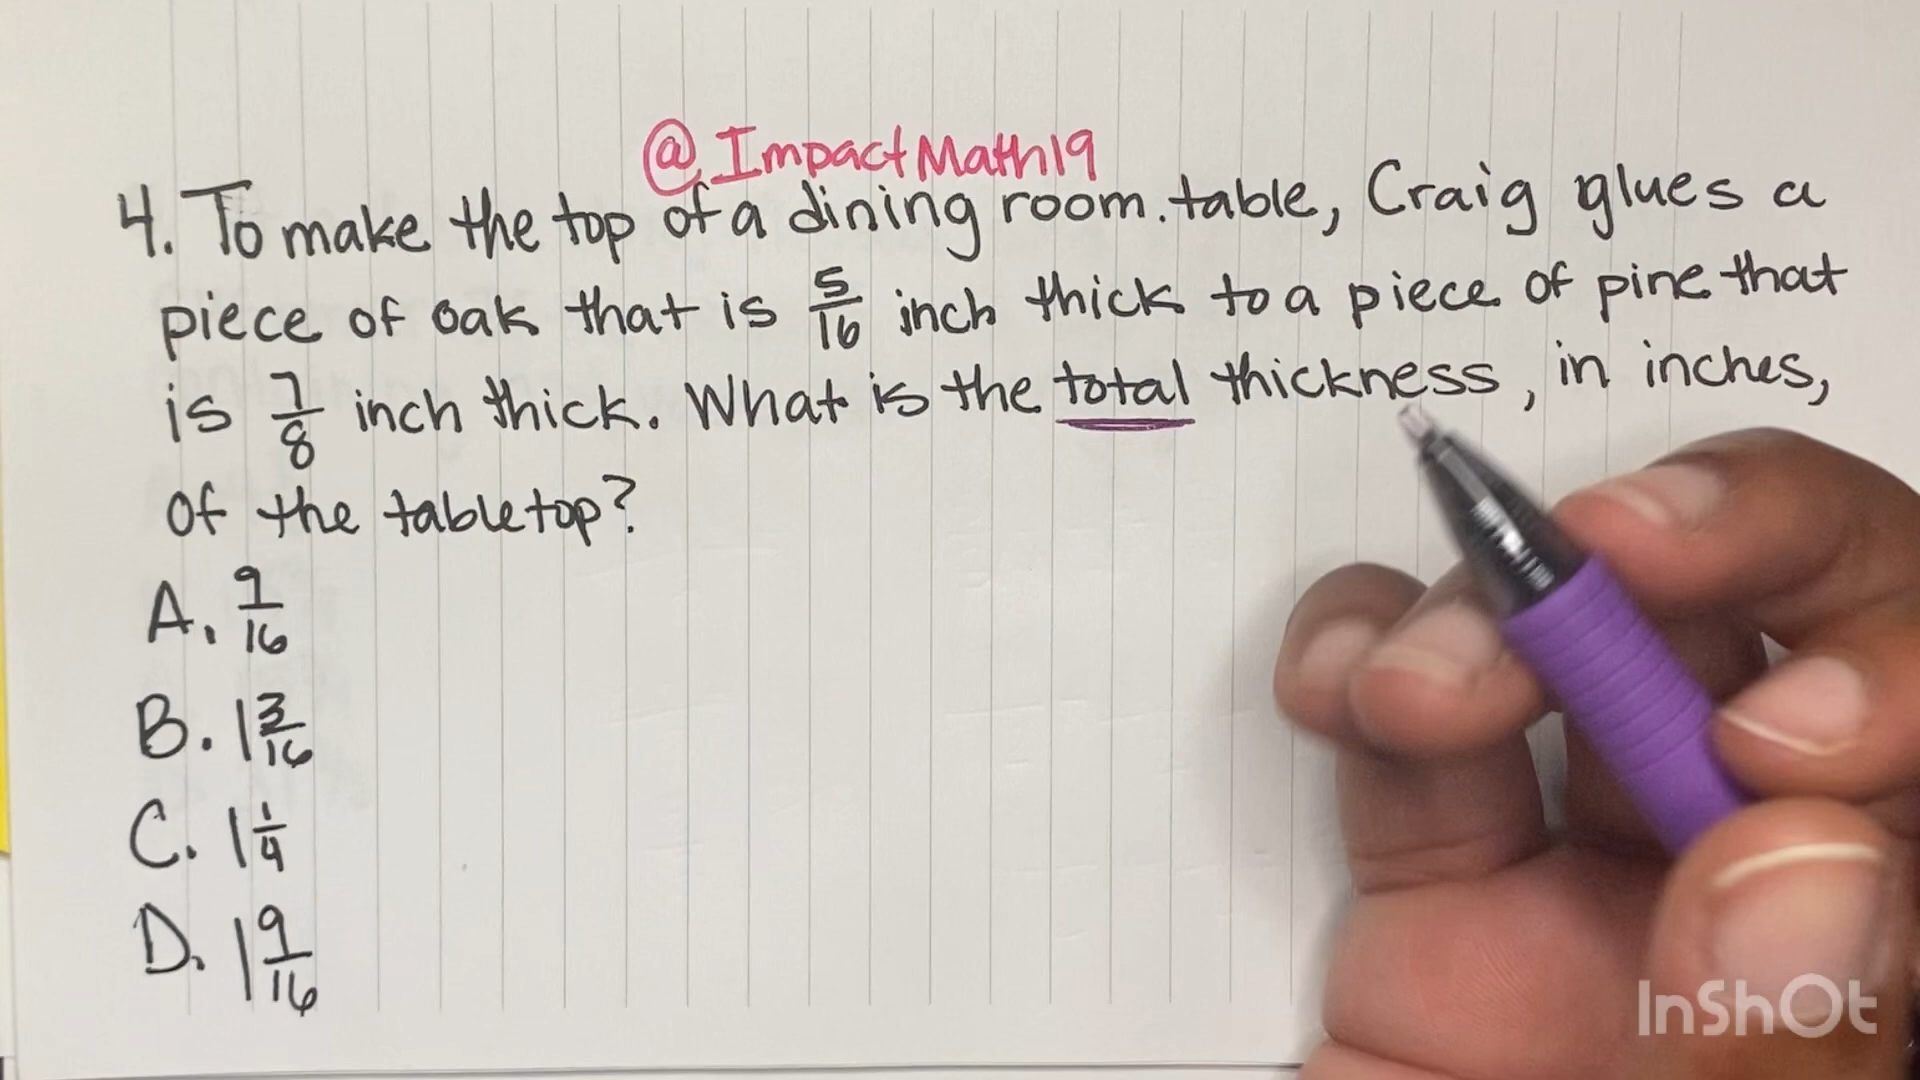 @ImpactMath19
4. To make the top of a dining room. table, Craig glues a
piece of oak that is 5/16 inch thick to a piece of pine that
is 7/8 inch thick. What is the total thickness, in inches,
of the tabletop?
A. 9/16
B. 1 3/16
C. 1 1/4
D. 1 9/16
InShOt